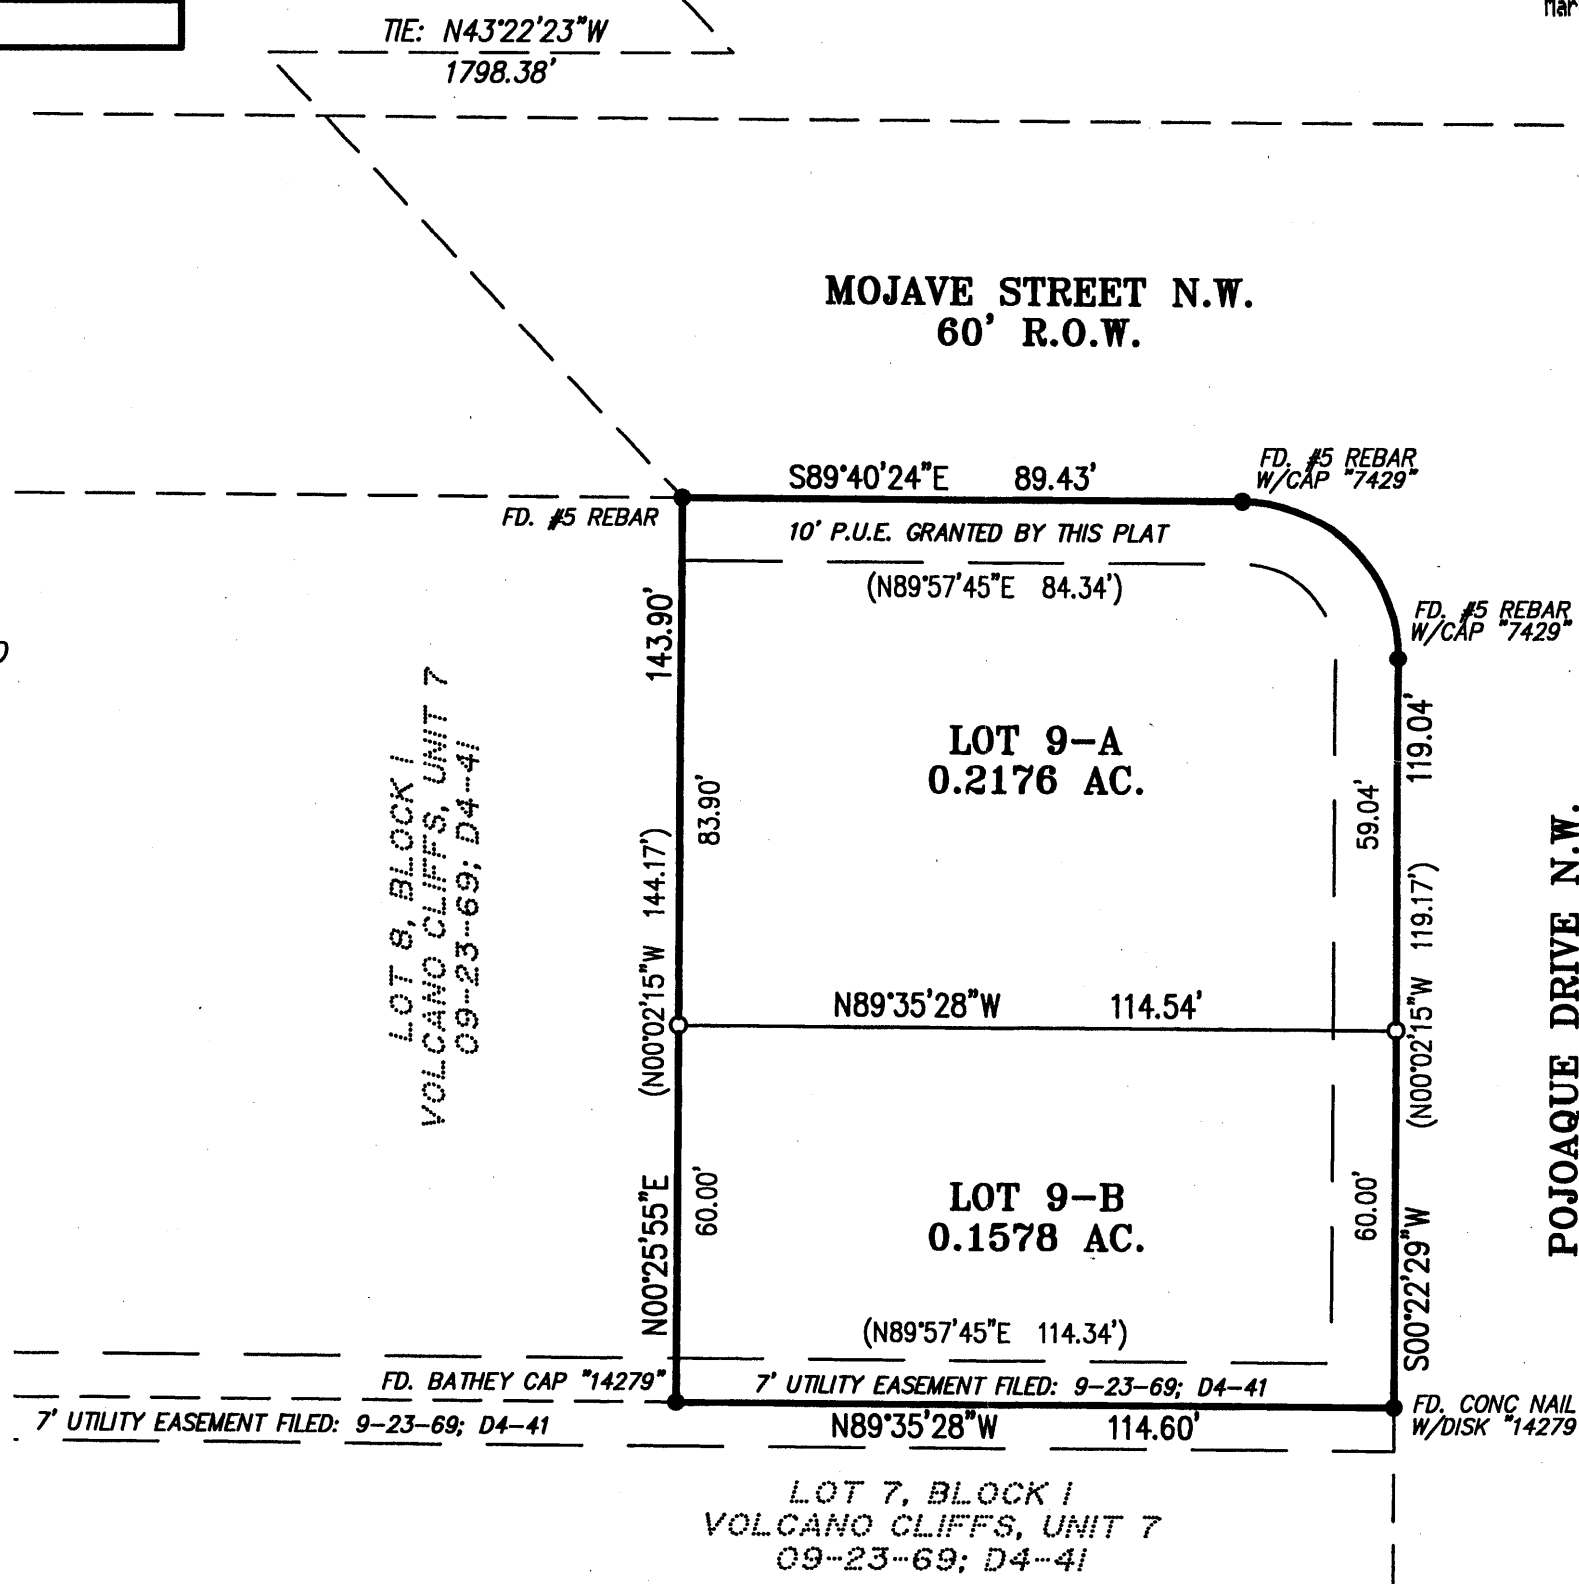 TIE: N43°22'23"W
1798.38'
MOJAVE STREET N.W.
60' R.O.W.
S89°40'24"E 89.43'
FD. #5 REBAR
W/CAP "7429"
FD. #5 REBAR
10' P.U.E. GRANTED BY THIS PLAT
(N89°57'45"E 84.34')
FD. #5 REBAR
W/CAP "7429"
143.90'
83.90'
(N00°02'15"W 144.17')
N00°25'55"E
60.00'
LOT 8, BLOCK 1
VOLCANO CLIFFS, UNIT 7
09-23-69; D4-41
LOT 9-A
0.2176 AC.
119.04'
59.04'
(N00°02'15"W 119.17')
S00°22'29"W
60.00'
POJOAQUE DRIVE N.W.
N89°35'28"W 114.54'
LOT 9-B
0.1578 AC.
(N89°57'45"E 114.34')
FD. BATHEY CAP "14279"
7' UTILITY EASEMENT FILED: 9-23-69; D4-41
7' UTILITY EASEMENT FILED: 9-23-69; D4-41
N89°35'28"W 114.60'
FD. CONC NAIL
W/DISK "14279
LOT 7, BLOCK 1
VOLCANO CLIFFS, UNIT 7
09-23-69; D4-41